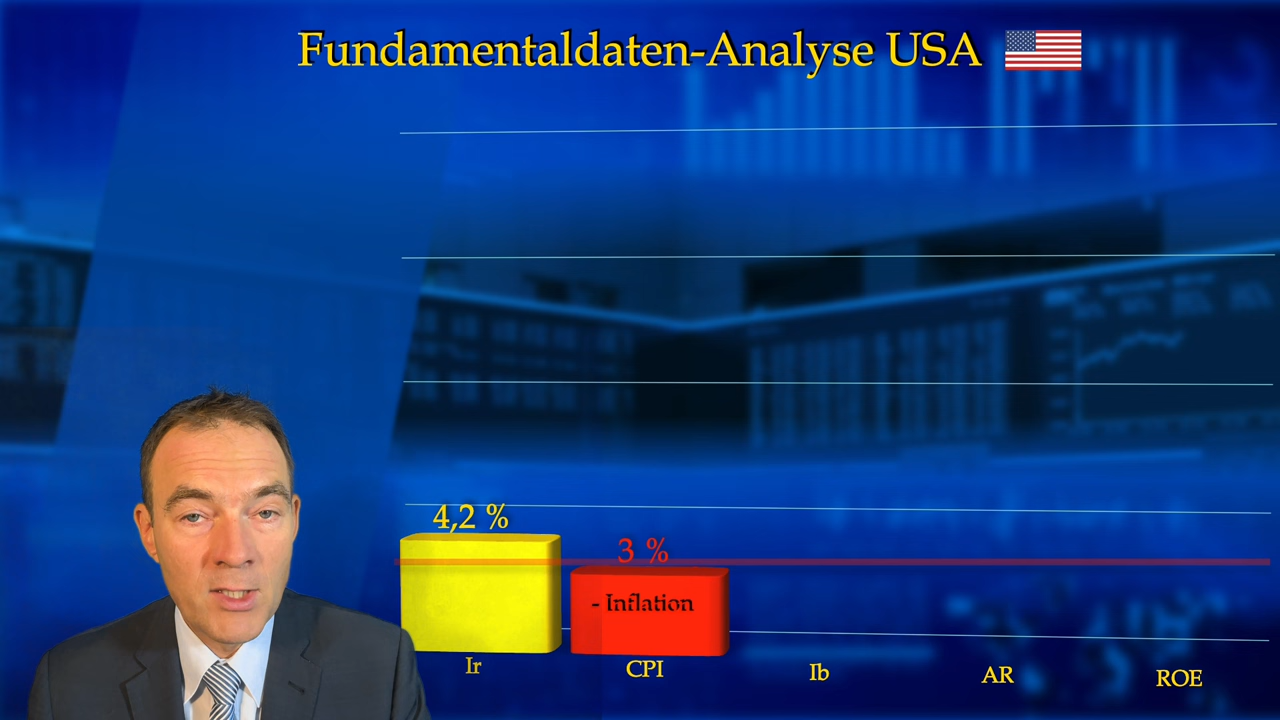 Fundamentaldaten-Analyse USA
4,2 %
3 %
- Inflation
Ir
CPI
Ib
AR
ROE